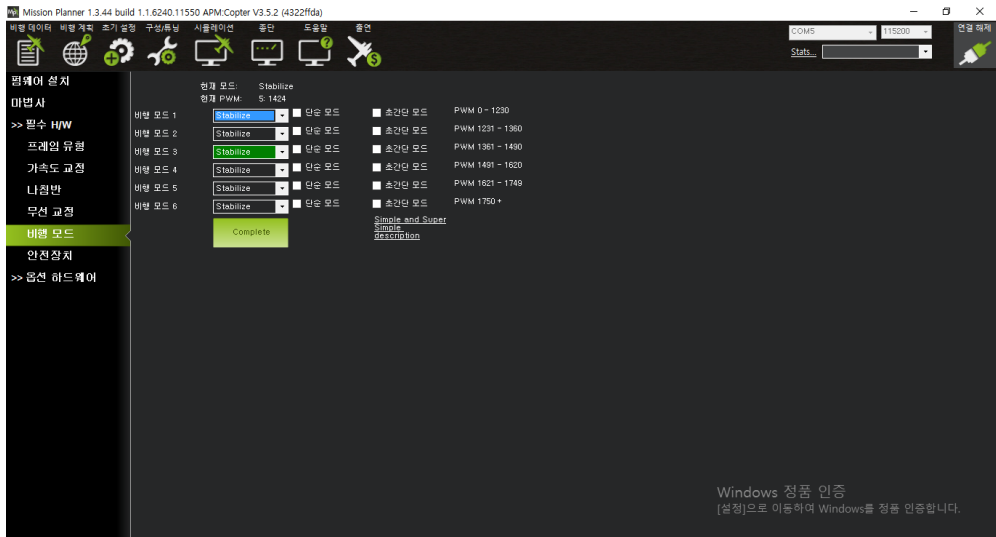 Mission Planner 1.3.44 build 1.1.6240.11550 APM:Copter V3.5.2 (4322ffda)
비행 데이터 비행 계획 초기 설정 구성/튜닝 시뮬레이션 종단 도움말 출연
COM5 115200 연결 해제
Stats...
펌웨어 설치
마법사
>> 필수 H/W
프레임 유형
가속도 교정
나침반
무선 교정
비행 모드
안전장치
>> 옵션 하드웨어
현재 모드: Stabilize
현재 PWM: 5: 1424
비행 모드 1 Stabilize 단순 모드 초간단 모드 PWM 0 - 1230
비행 모드 2 Stabilize 단순 모드 초간단 모드 PWM 1231 - 1360
비행 모드 3 Stabilize 단순 모드 초간단 모드 PWM 1361 - 1490
비행 모드 4 Stabilize 단순 모드 초간단 모드 PWM 1491 - 1620
비행 모드 5 Stabilize 단순 모드 초간단 모드 PWM 1621 - 1749
비행 모드 6 Stabilize 단순 모드 초간단 모드 PWM 1750 +
Complete
Simple and Super
Simple
description
Windows 정품 인증
[설정]으로 이동하여 Windows를 정품 인증합니다.